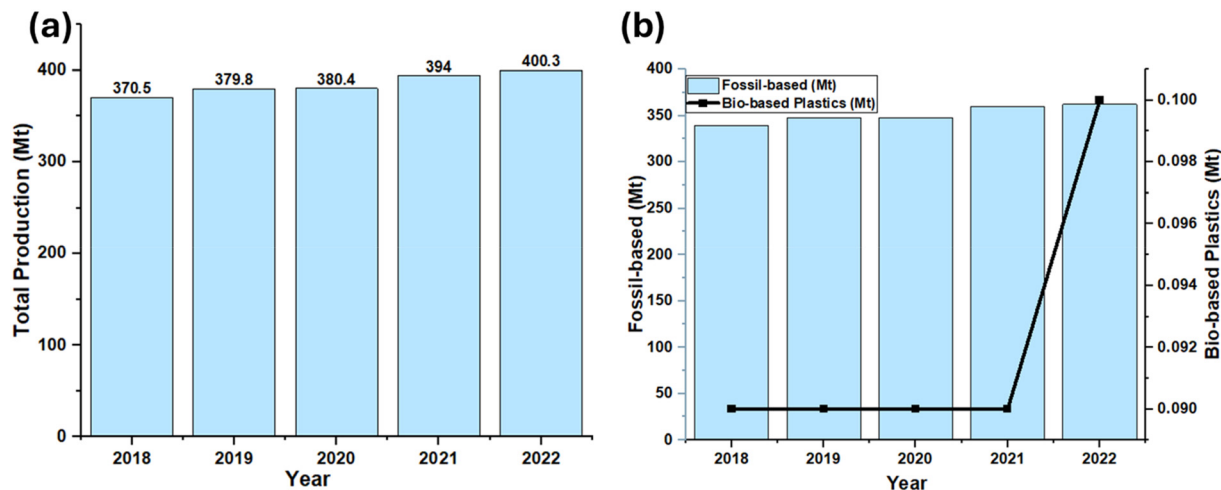 (a)
Total Production (Mt)
400
300
200
100
0
370.5
379.8
380.4
394
400.3
2018 2019 2020 2021 2022
Year
(b)
Fossil-based (Mt)
Bio-based Plastics (Mt)
Fossil-based (Mt)
400
350
300
250
200
150
100
50
0
0.100
0.098
0.096
0.094
0.092
0.090
Bio-based Plastics (Mt)
2018 2019 2020 2021 2022
Year